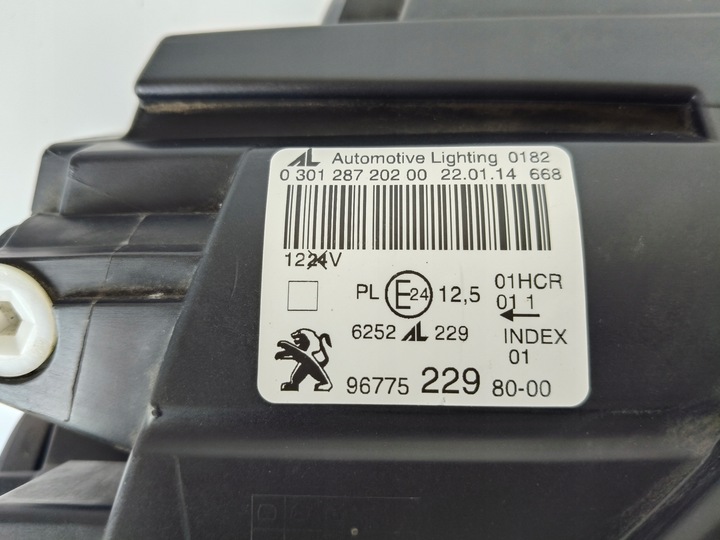 AL Automotive Lighting 0182
0 301 287 202 00 22.01.14 668
1224V
PL E24 12,5 01HCR
01 1
6252 AL 229 INDEX
01
96775 229 80-00